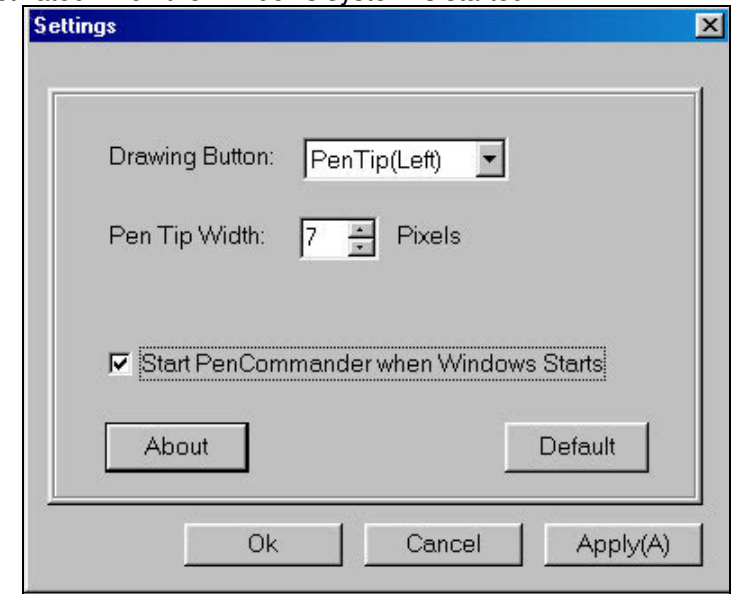 Settings
Drawing Button: PenTip(Left)
Pen Tip Width: 7 Pixels
Start PenCommander when Windows Starts
About Default
Ok Cancel Apply(A)